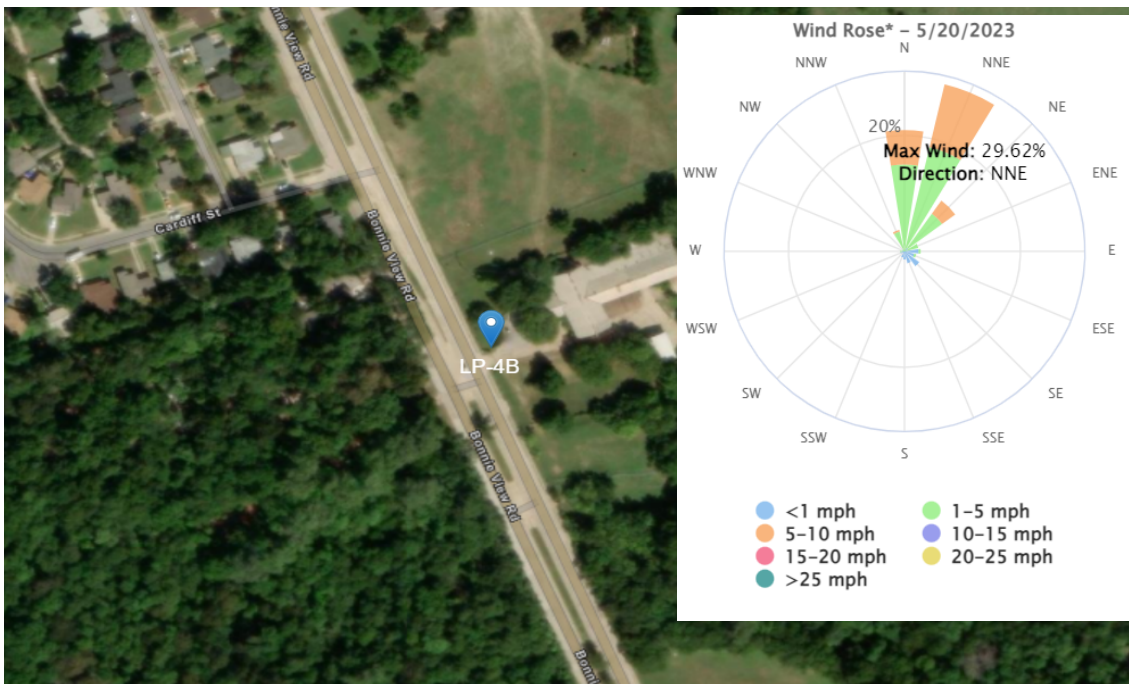 nnie View Rd
Cardiff St
Bonnie View Rd
LP-4B
Bonnie View Rd
Bonni
Wind Rose* – 5/20/2023
N
NNW
NNE
NW
NE
20%
Max Wind: 29.62%
Direction: NNE
WNW
ENE
W
E
WSW
ESE
SW
SE
SSW
SSE
S
<1 mph
1–5 mph
5–10 mph
10–15 mph
15–20 mph
20–25 mph
>25 mph